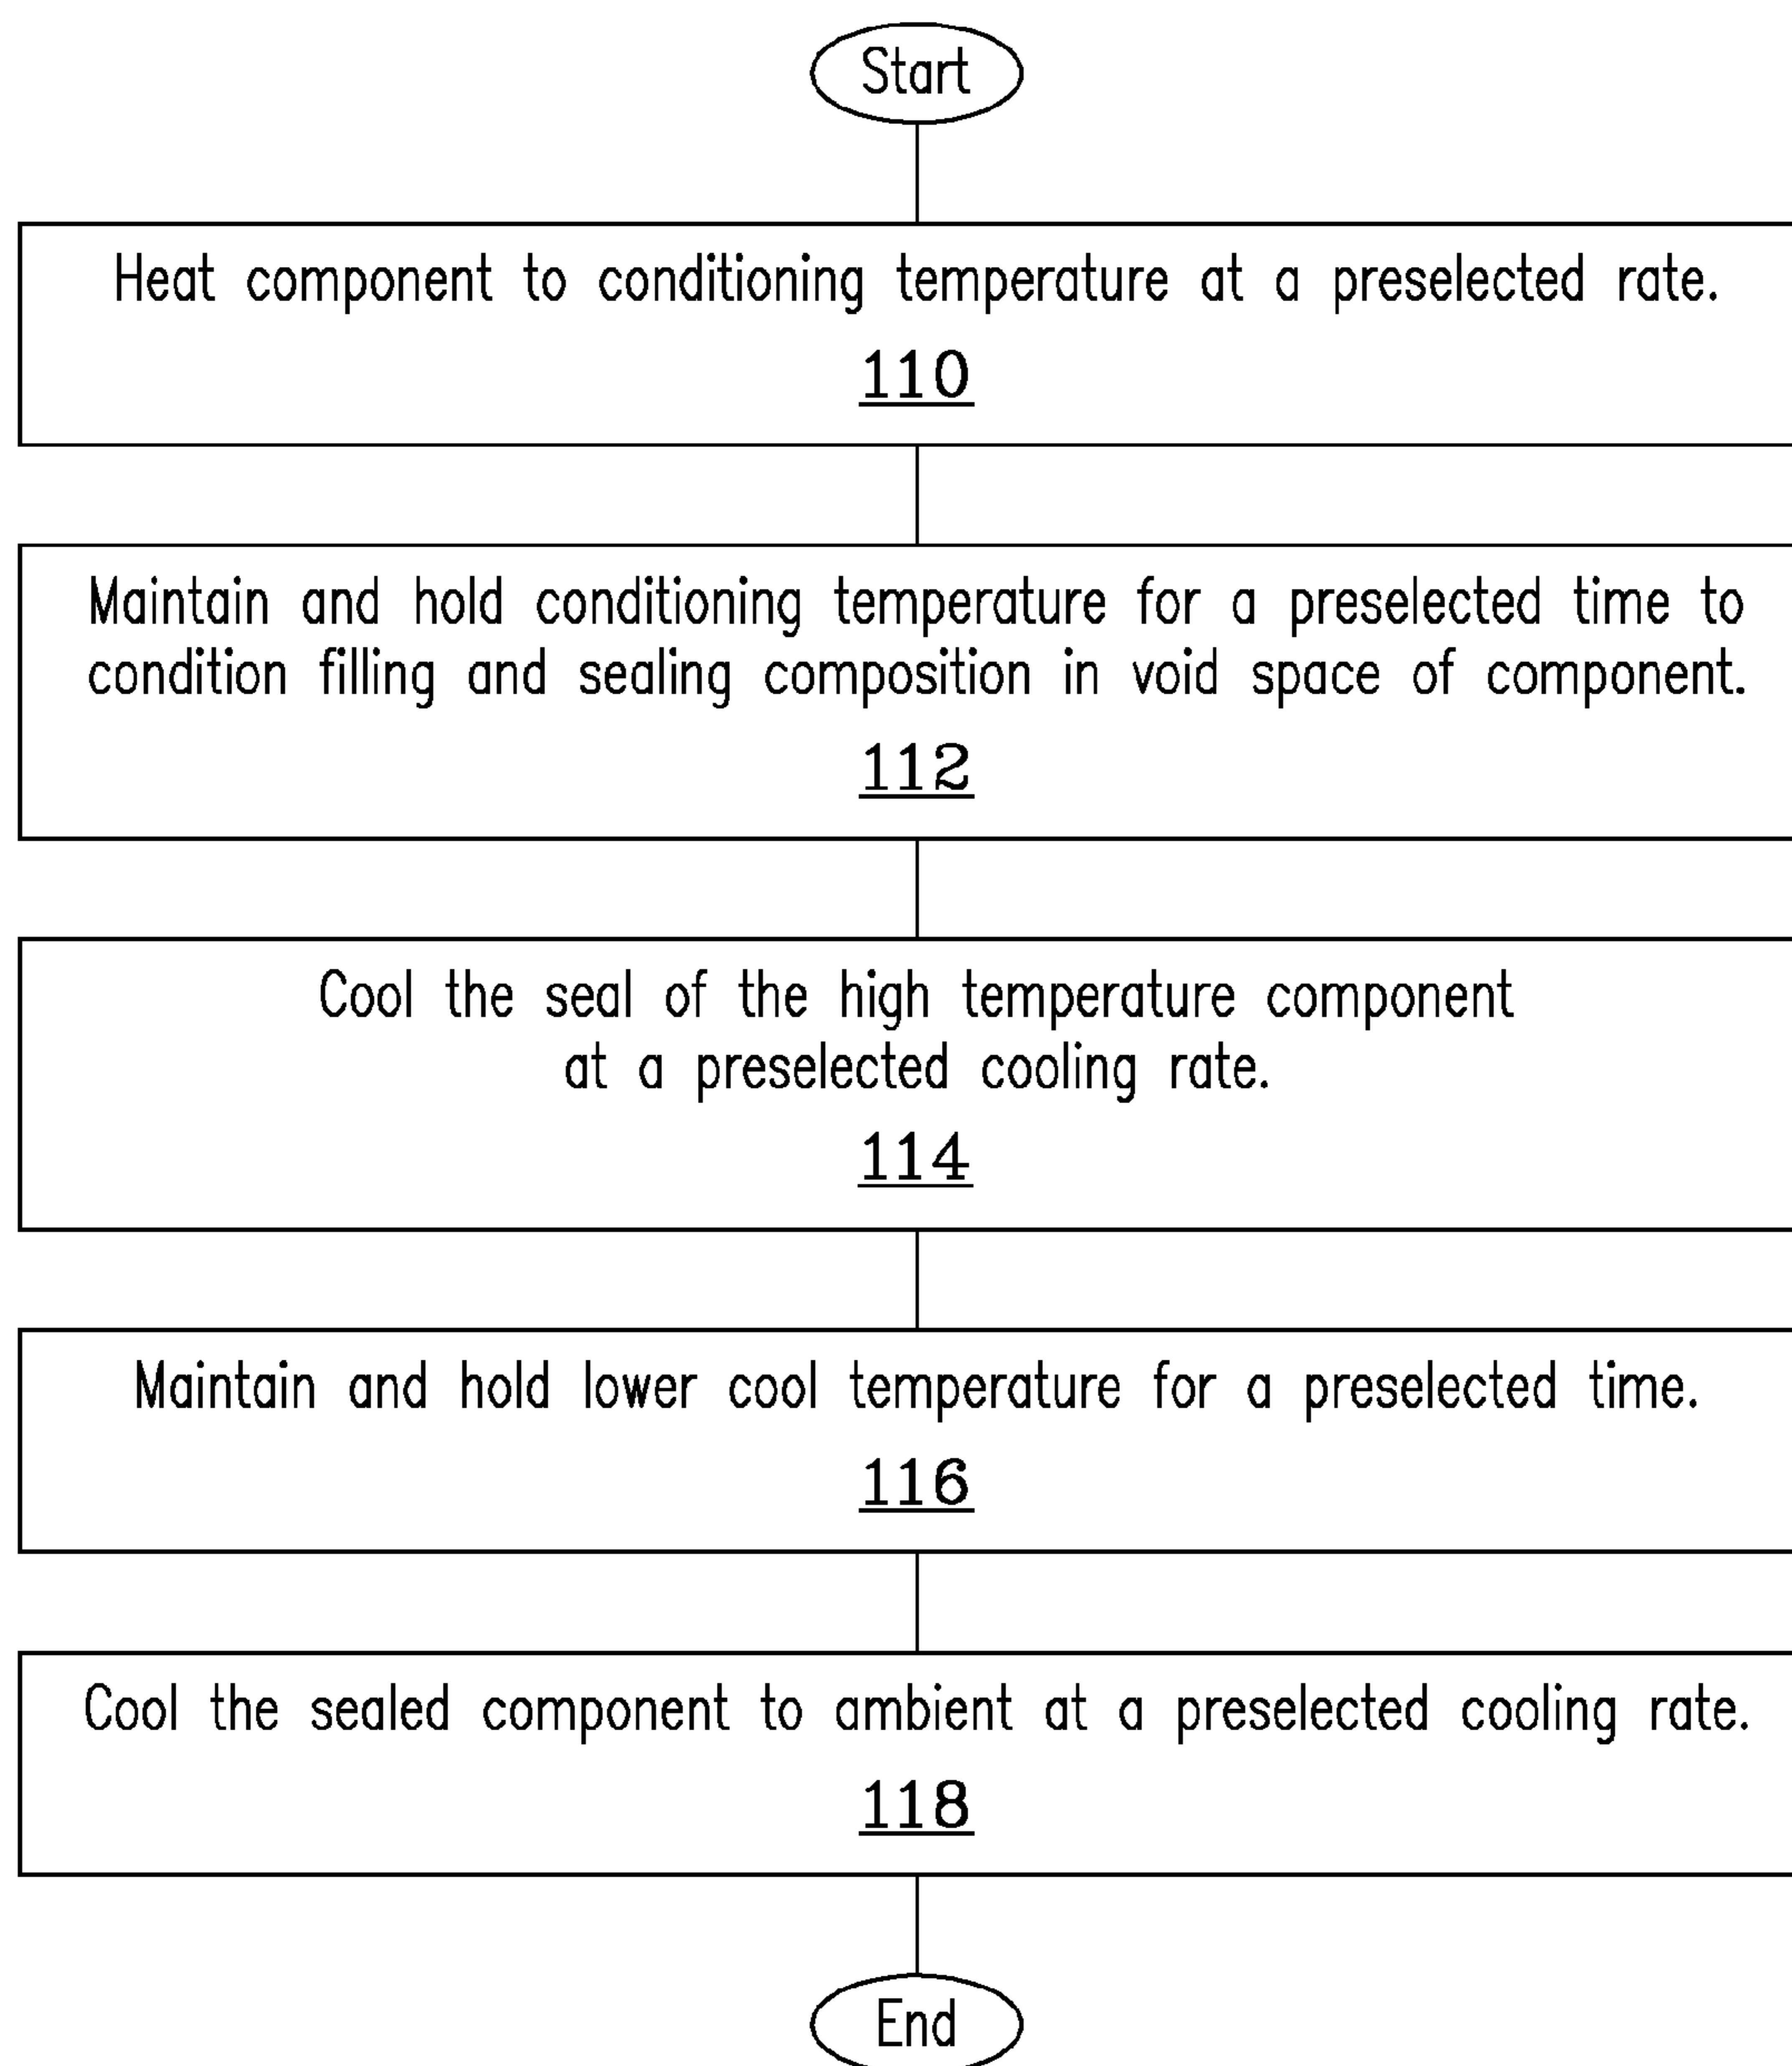 Start
Heat component to conditioning temperature at a preselected rate.
110
Maintain and hold conditioning temperature for a preselected time to
condition filling and sealing composition in void space of component.
112
Cool the seal of the high temperature component
at a preselected cooling rate.
114
Maintain and hold lower cool temperature for a preselected time.
116
Cool the sealed component to ambient at a preselected cooling rate.
118
End